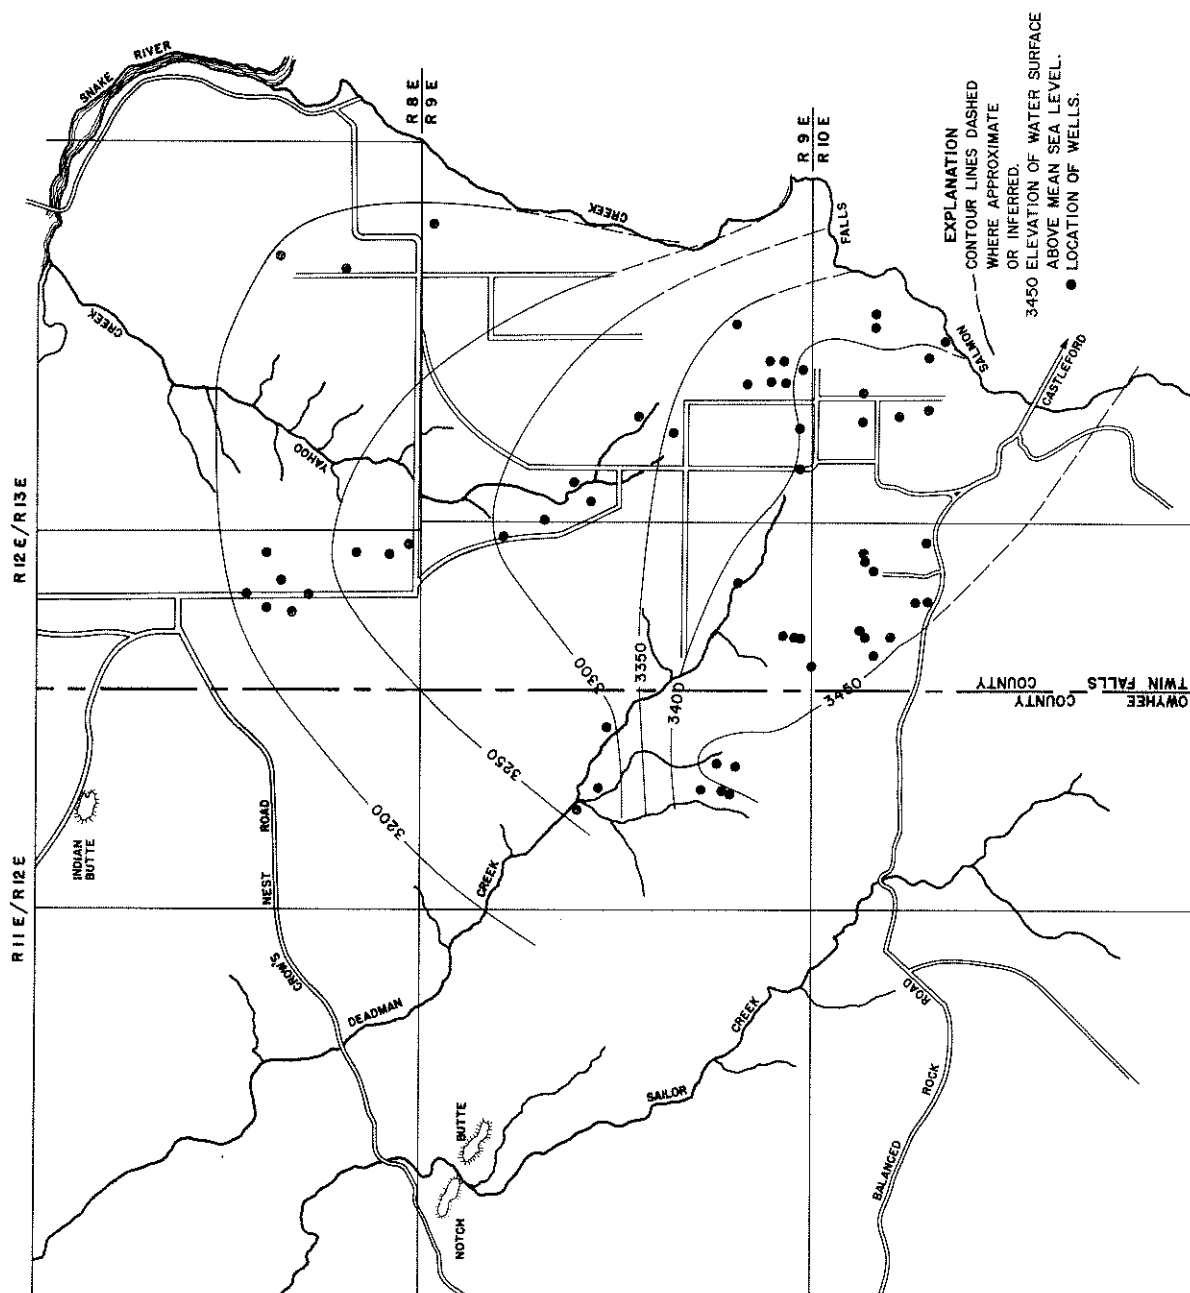 SNAKE RIVER
R 8 E
R 9 E
CREEK
R 9 E
R 10 E
FALLS
SALMON
EXPLANATION
CONTOUR LINES DASHED
WHERE APPROXIMATE
OR INFERRED.
3450 ELEVATION OF WATER SURFACE
ABOVE MEAN SEA LEVEL.
LOCATION OF WELLS.
CASTLEFORD
CREEK
YAHOO
R 12 E/R 13 E
3300
3350
3400
3450
3250
3200
TWIN FALLS COUNTY
OWYHEE COUNTY
INDIAN
BUTTE
CROW'S NEST ROAD
R 11 E/R 12 E
DEADMAN CREEK
SAILOR CREEK
NOTCH BUTTE
BALANCED ROCK ROAD